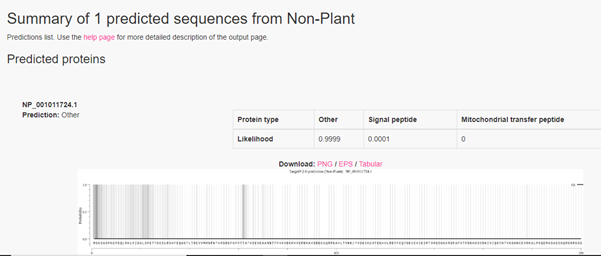 Summary of 1 predicted sequences from Non-Plant
Predictions list. Use the help page for more detailed description of the output page.
Predicted proteins
NP_001011724.1
Prediction: Other
Protein type Other Signal peptide Mitochondrial transfer peptide
Likelihood 0.9999 0.0001 0
Download: PNG / EPS / Tabular
TargetP 2.0 prediction (Non-Plant): NP_001011724.1
Probability